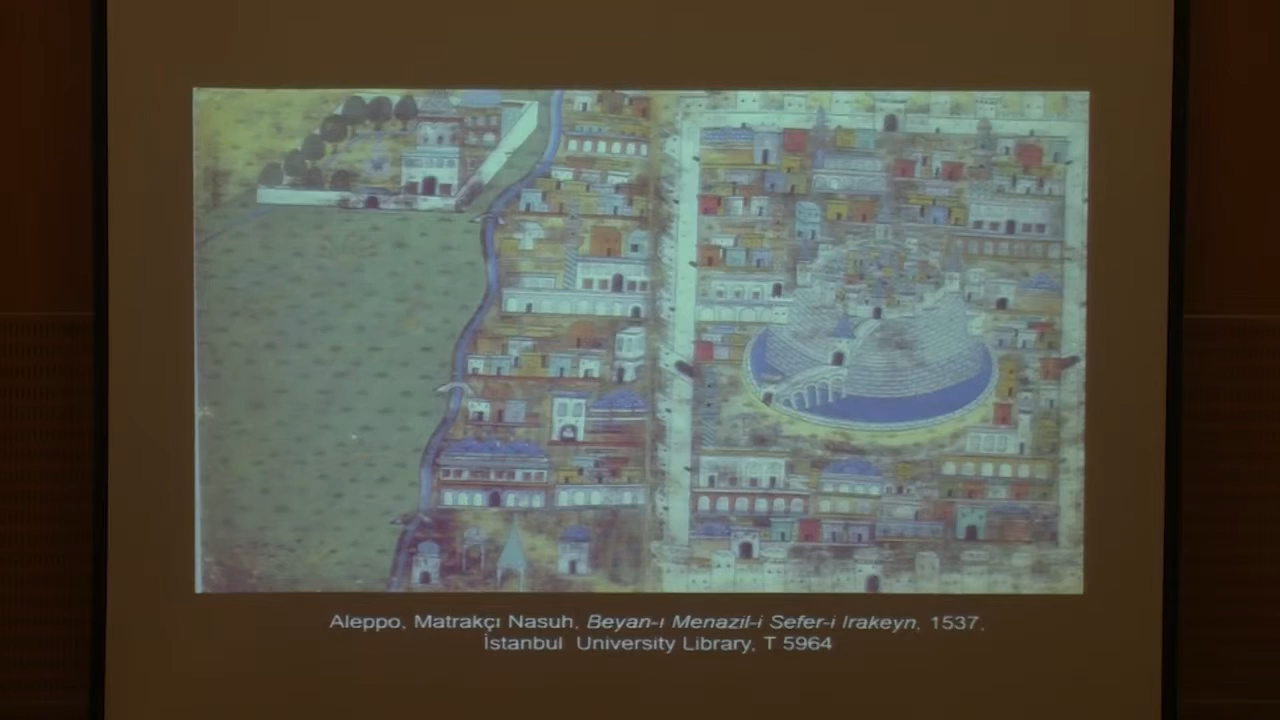 Aleppo, Matrakçı Nasuh, Beyan-ı Menazil-i Sefer-i Irakeyn, 1537,
İstanbul University Library, T 5964